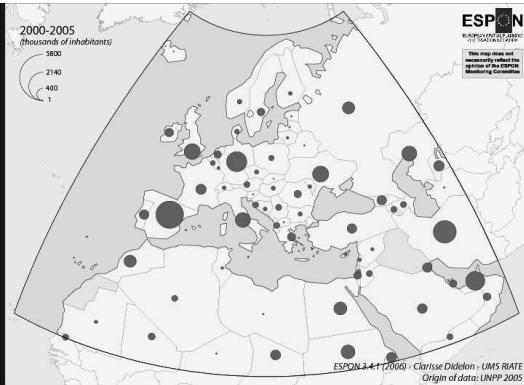 2000-2005
(thousands of inhabitants)
5800
2140
400
1
ESPON
This map does not
necessarily reflect the
opinion of the ESPON
Monitoring Committee
ESPON 3.4.1 (2006) - Clarisse Didelon - UMS RIATE
Origin of data: UNPP 2005